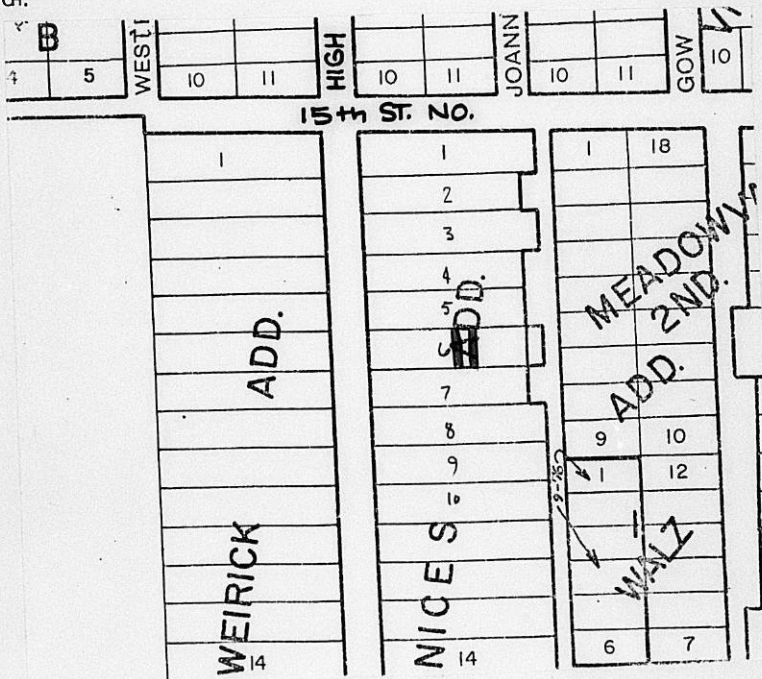 B
4 5 WEST 10 11 HIGH 10 11 JOANN 10 11 GOW 10
15th ST. NO.
1 1 1 18
2
3
4
5
6
7
8
9
10
9 10
1 12
6 7
14 14
WEIRICK ADD.
NICES ADD.
MEADOW
2ND.
ADD.
WALZ